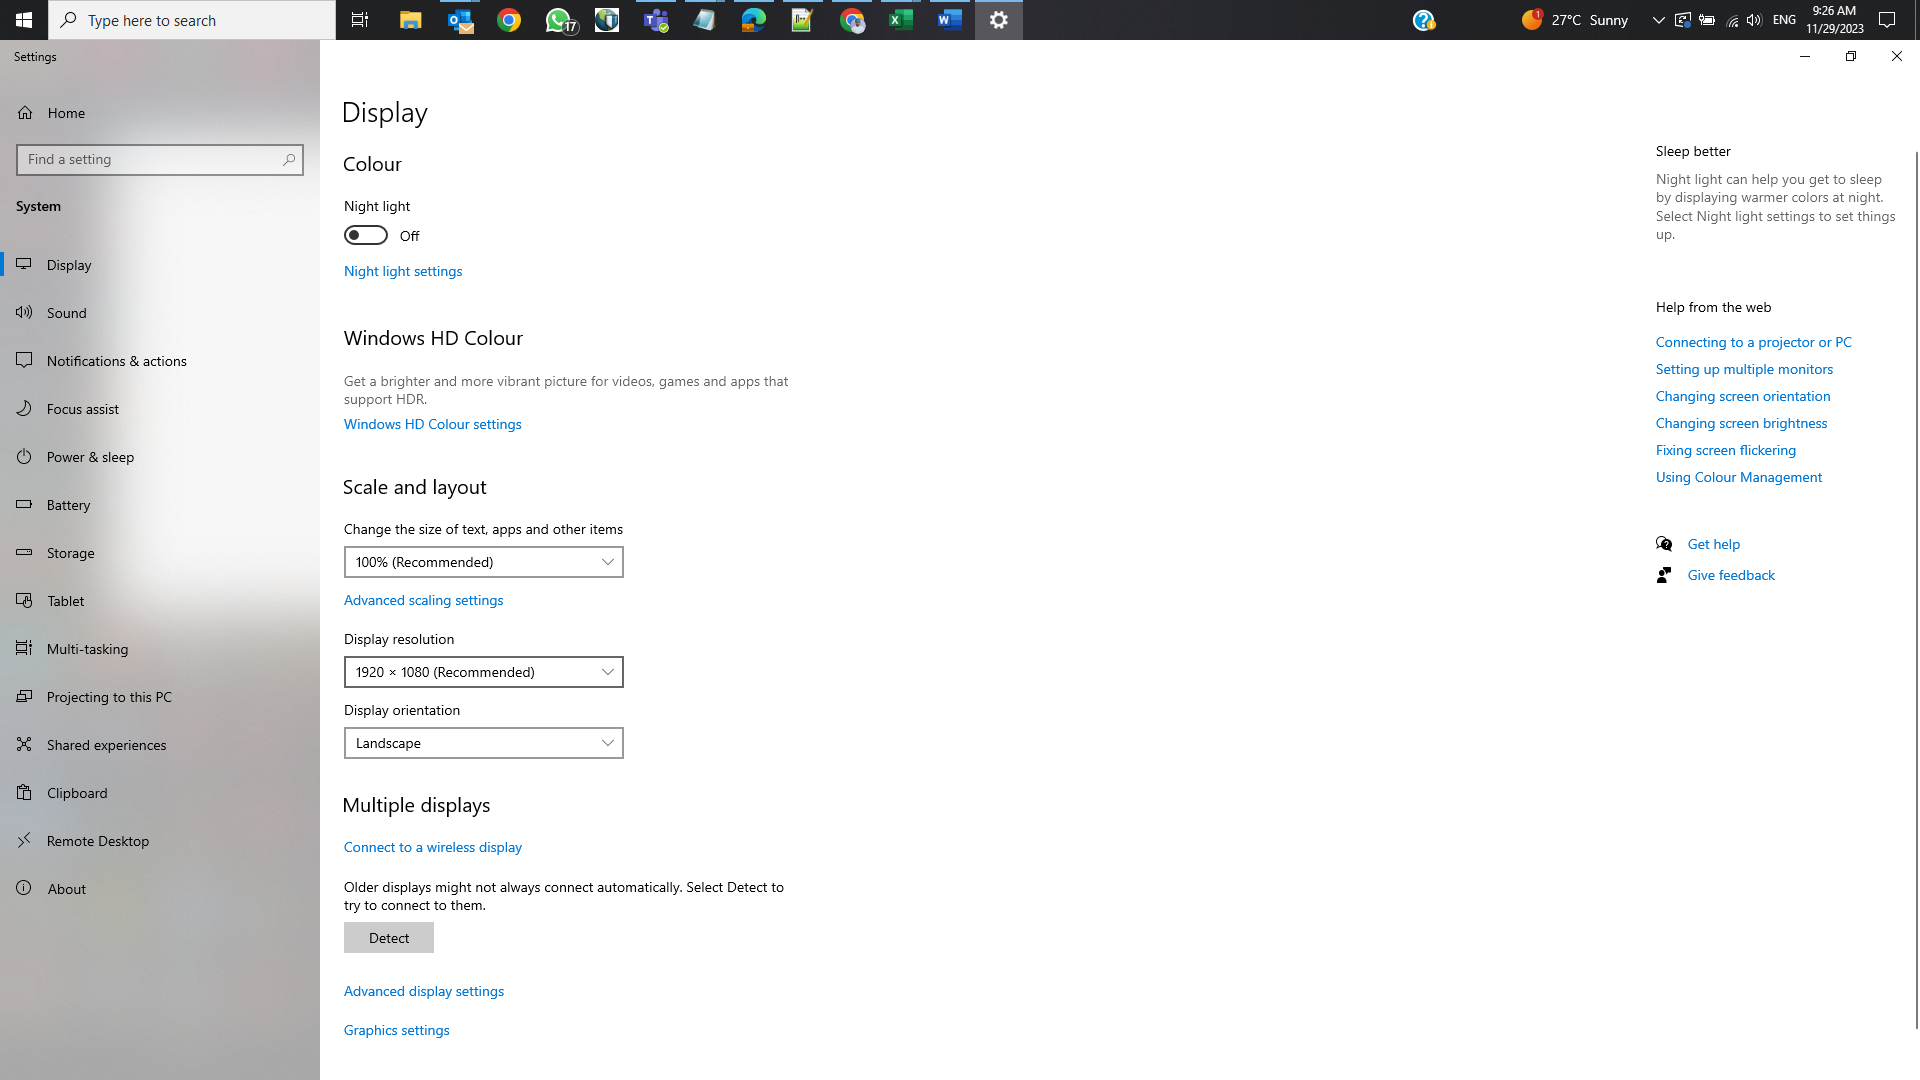 Type here to search
17
1
27°C Sunny
ENG
9:26 AM
11/29/2023
Settings
Home
Find a setting
System
Display
Sound
Notifications & actions
Focus assist
Power & sleep
Battery
Storage
Tablet
Multi-tasking
Projecting to this PC
Shared experiences
Clipboard
Remote Desktop
About
Display
Colour
Night light
Off
Night light settings
Windows HD Colour
Get a brighter and more vibrant picture for videos, games and apps that
support HDR.
Windows HD Colour settings
Scale and layout
Change the size of text, apps and other items
100% (Recommended)
Advanced scaling settings
Display resolution
1920 × 1080 (Recommended)
Display orientation
Landscape
Multiple displays
Connect to a wireless display
Older displays might not always connect automatically. Select Detect to
try to connect to them.
Detect
Advanced display settings
Graphics settings
Sleep better
Night light can help you get to sleep
by displaying warmer colors at night.
Select Night light settings to set things
up.
Help from the web
Connecting to a projector or PC
Setting up multiple monitors
Changing screen orientation
Changing screen brightness
Fixing screen flickering
Using Colour Management
Get help
Give feedback